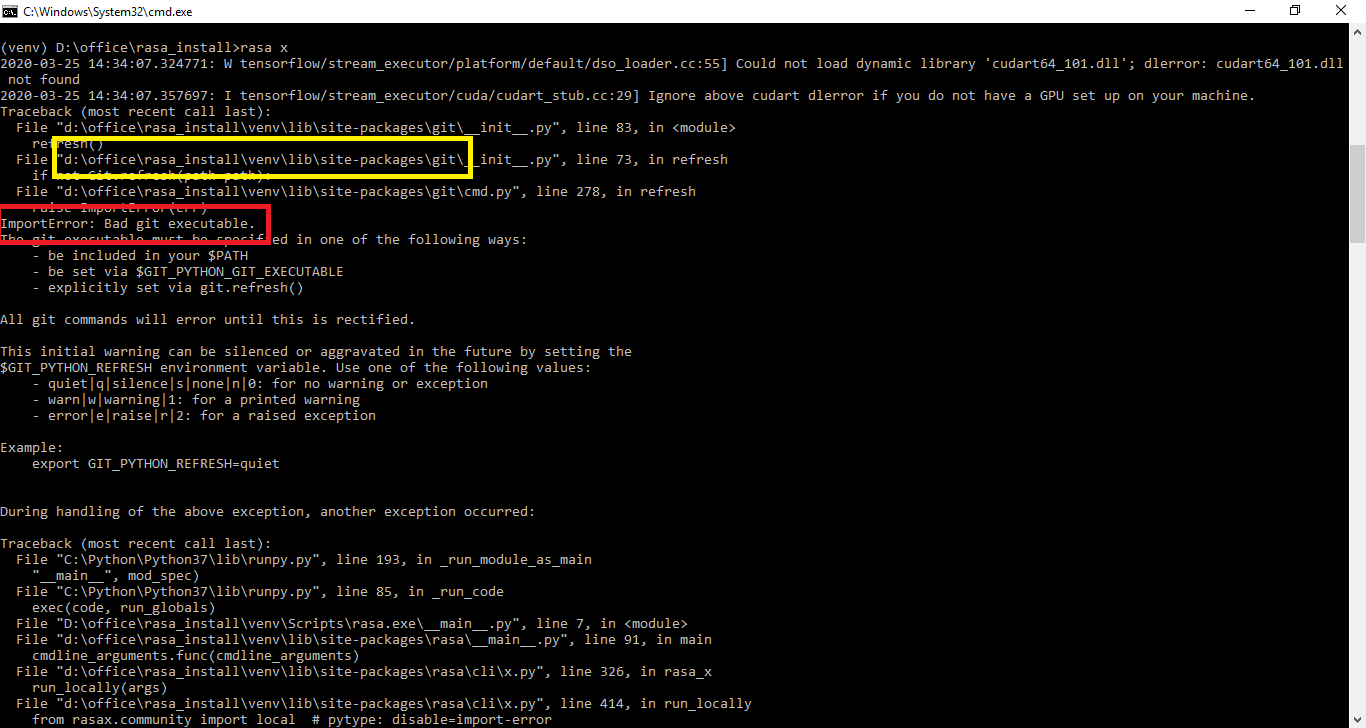 C:\Windows\System32\cmd.exe
(venv) D:\office\rasa_install>rasa x
2020-03-25 14:34:07.324771: W tensorflow/stream_executor/platform/default/dso_loader.cc:55] Could not load dynamic library 'cudart64_101.dll'; dlerror: cudart64_101.dll
 not found
2020-03-25 14:34:07.357697: I tensorflow/stream_executor/cuda/cudart_stub.cc:29] Ignore above cudart dlerror if you do not have a GPU set up on your machine.
Traceback (most recent call last):
  File "d:\office\rasa_install\venv\lib\site-packages\git\__init__.py", line 83, in <module>
    refresh()
  File "d:\office\rasa_install\venv\lib\site-packages\git\__init__.py", line 73, in refresh
    if not Git.refresh(path=path):
  File "d:\office\rasa_install\venv\lib\site-packages\git\cmd.py", line 278, in refresh
    raise ImportError(err)
ImportError: Bad git executable.
The git executable must be specified in one of the following ways:
    - be included in your $PATH
    - be set via $GIT_PYTHON_GIT_EXECUTABLE
    - explicitly set via git.refresh()
All git commands will error until this is rectified.
This initial warning can be silenced or aggravated in the future by setting the
$GIT_PYTHON_REFRESH environment variable. Use one of the following values:
    - quiet|q|silence|s|none|n|0: for no warning or exception
    - warn|w|warning|1: for a printed warning
    - error|e|raise|r|2: for a raised exception
Example:
    export GIT_PYTHON_REFRESH=quiet
During handling of the above exception, another exception occurred:
Traceback (most recent call last):
  File "C:\Python\Python37\lib\runpy.py", line 193, in _run_module_as_main
    "__main__", mod_spec)
  File "C:\Python\Python37\lib\runpy.py", line 85, in _run_code
    exec(code, run_globals)
  File "D:\office\rasa_install\venv\Scripts\rasa.exe\__main__.py", line 7, in <module>
  File "d:\office\rasa_install\venv\lib\site-packages\rasa\__main__.py", line 91, in main
    cmdline_arguments.func(cmdline_arguments)
  File "d:\office\rasa_install\venv\lib\site-packages\rasa\cli\x.py", line 326, in rasa_x
    run_locally(args)
  File "d:\office\rasa_install\venv\lib\site-packages\rasa\cli\x.py", line 414, in run_locally
    from rasax.community import local  # pytype: disable=import-error